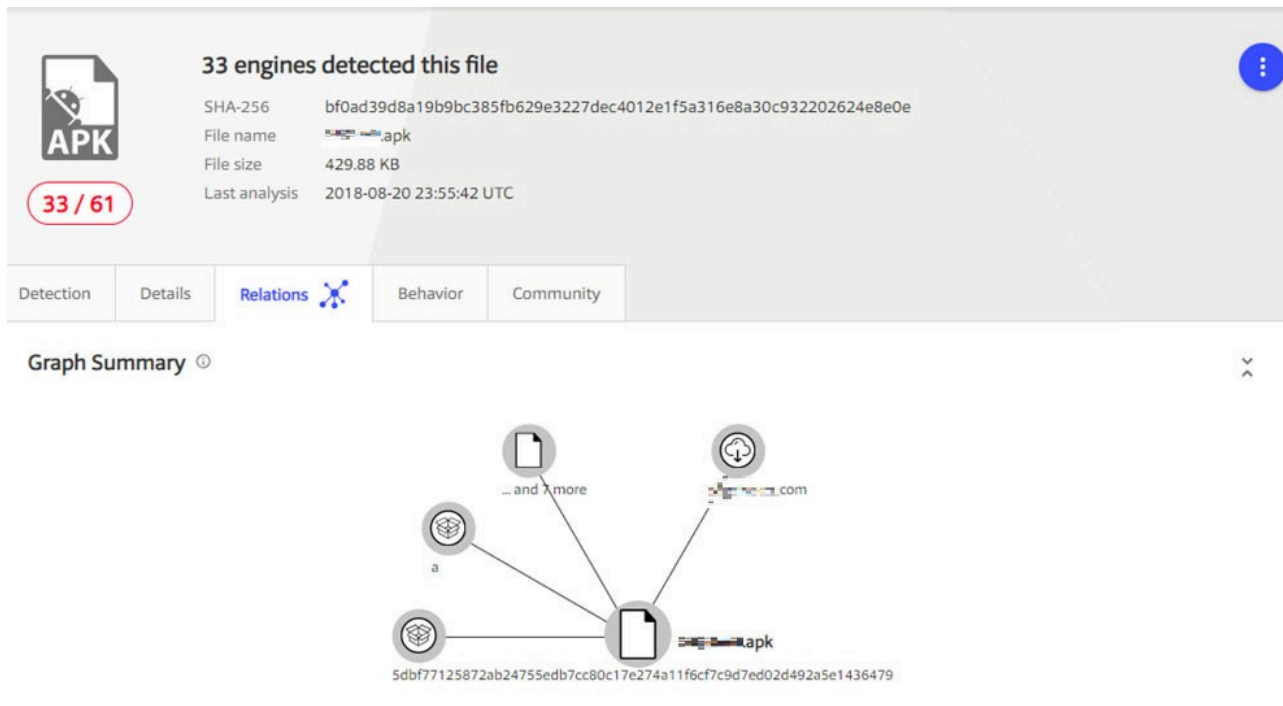 33 engines detected this file
SHA-256 bf0ad39d8a19b9bc385fb629e3227dec4012e1f5a316e8a30c932202624e8e0e
File name .apk
File size 429.88 KB
Last analysis 2018-08-20 23:55:42 UTC
APK
33 / 61
Detection Details Relations Behavior Community
Graph Summary
... and 7 more
.com
a
.apk
5dbf77125872ab24755edb7cc80c17e274a11f6cf7c9d7ed02d492a5e1436479